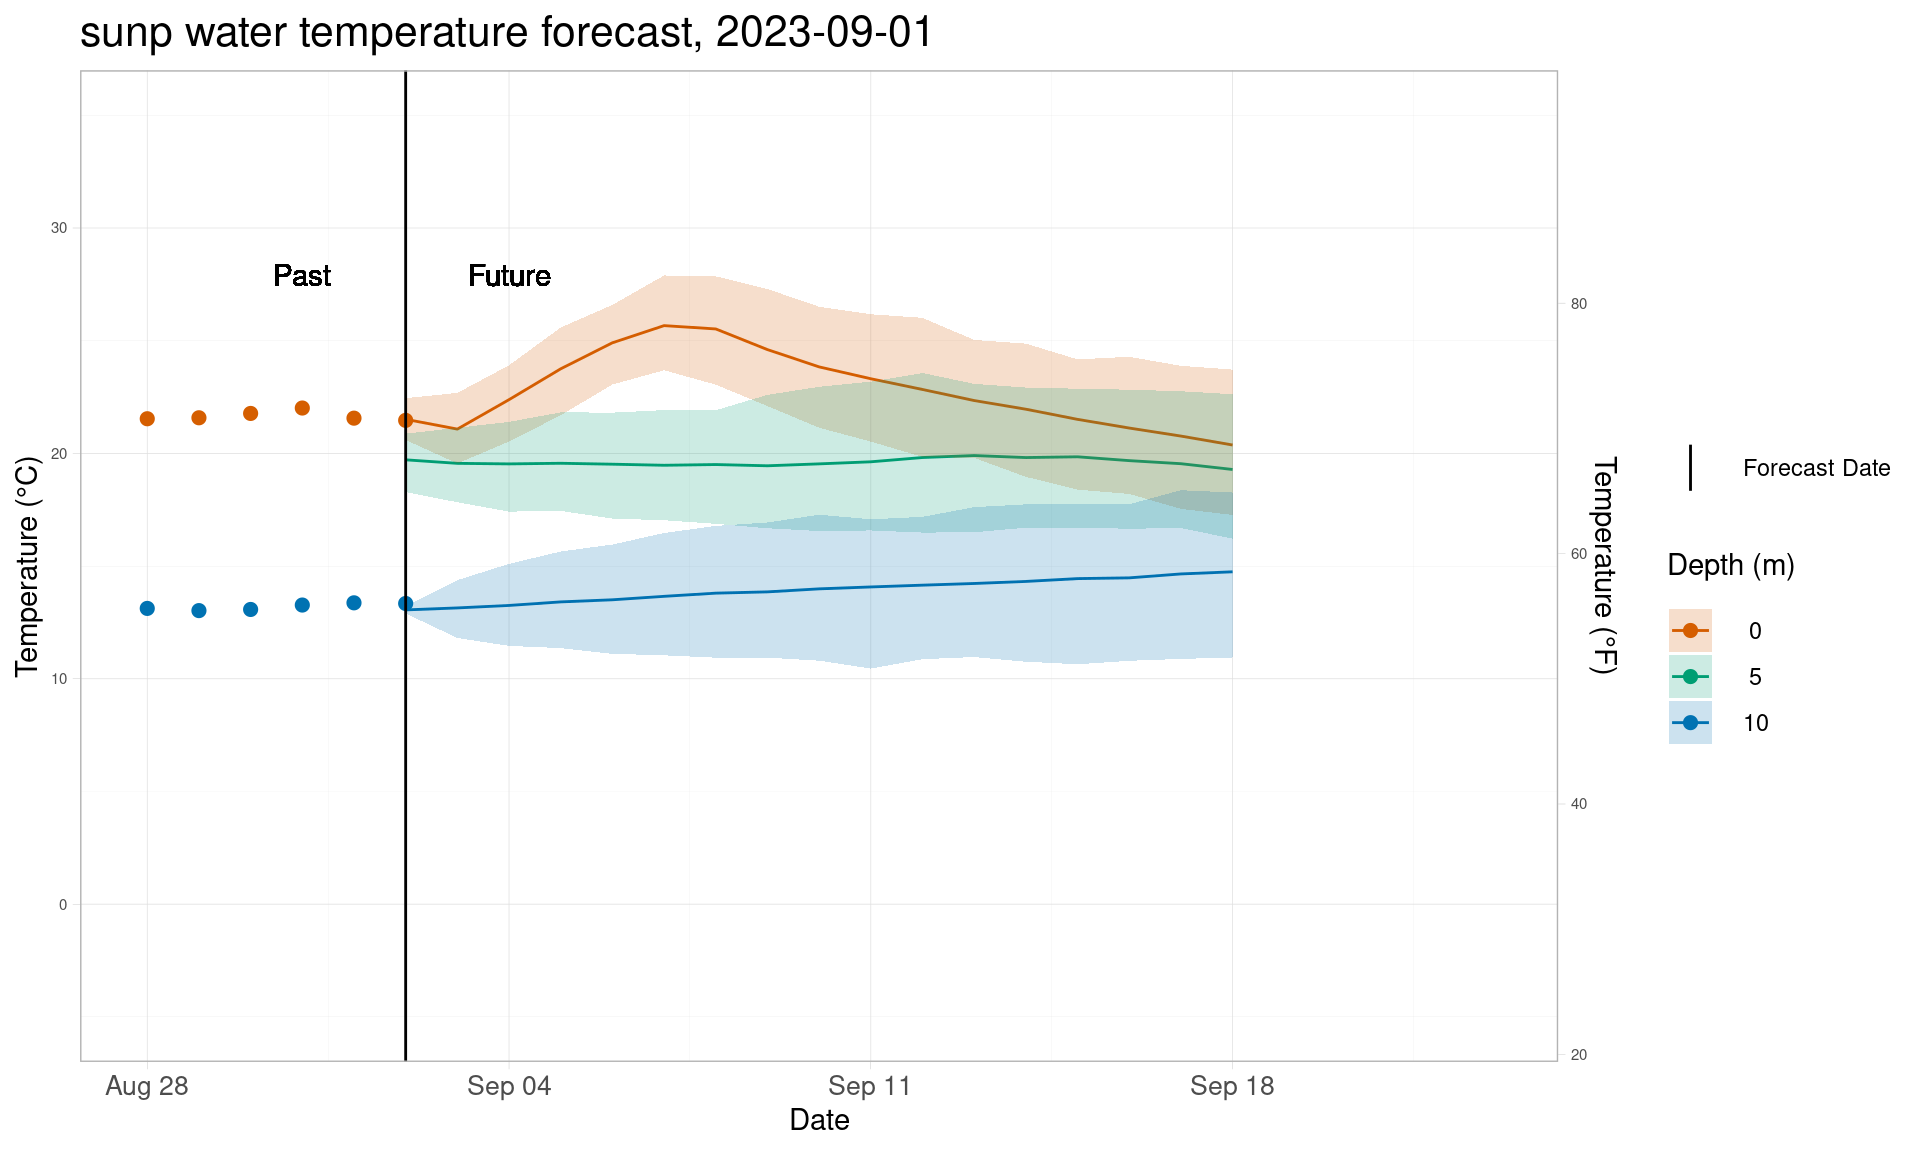 sunp water temperature forecast, 2023-09-01
Past
Future
30
20
10
0
Temperature (°C)
80
60
40
20
Temperature (°F)
Aug 28
Sep 04
Sep 11
Sep 18
Date
Forecast Date
Depth (m)
0
5
10